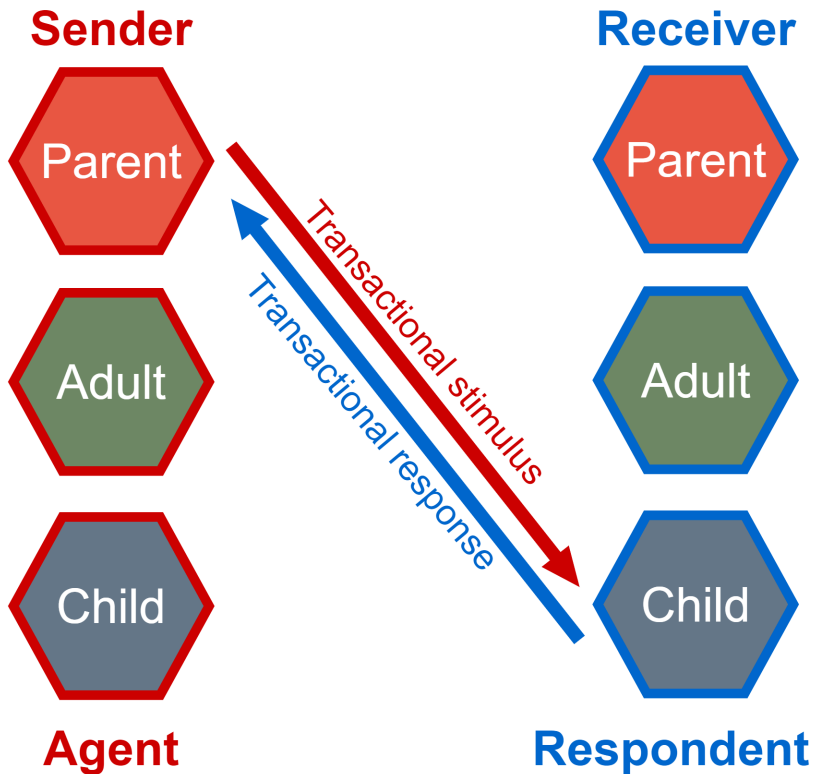 Sender
Receiver
Parent
Parent
Transactional stimulus
Transactional response
Adult
Adult
Child
Child
Agent
Respondent